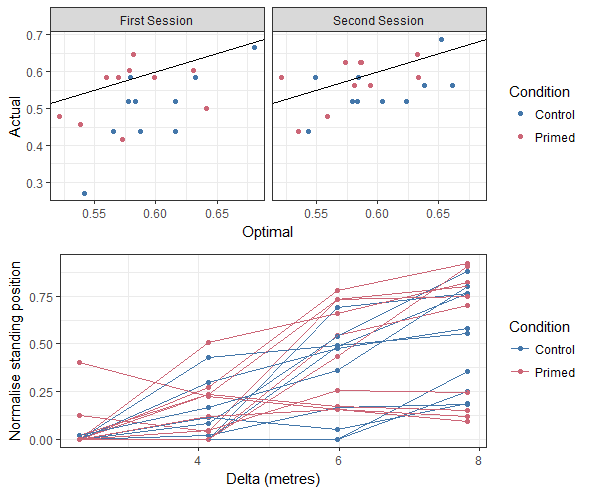 First Session Second Session
0.7
0.6
0.5
0.4
0.3
Actual
0.55 0.60 0.65 0.55 0.60 0.65
Optimal
Condition
Control
Primed
0.75
0.50
0.25
0.00
Normalise standing position
4 6 8
Delta (metres)
Condition
Control
Primed